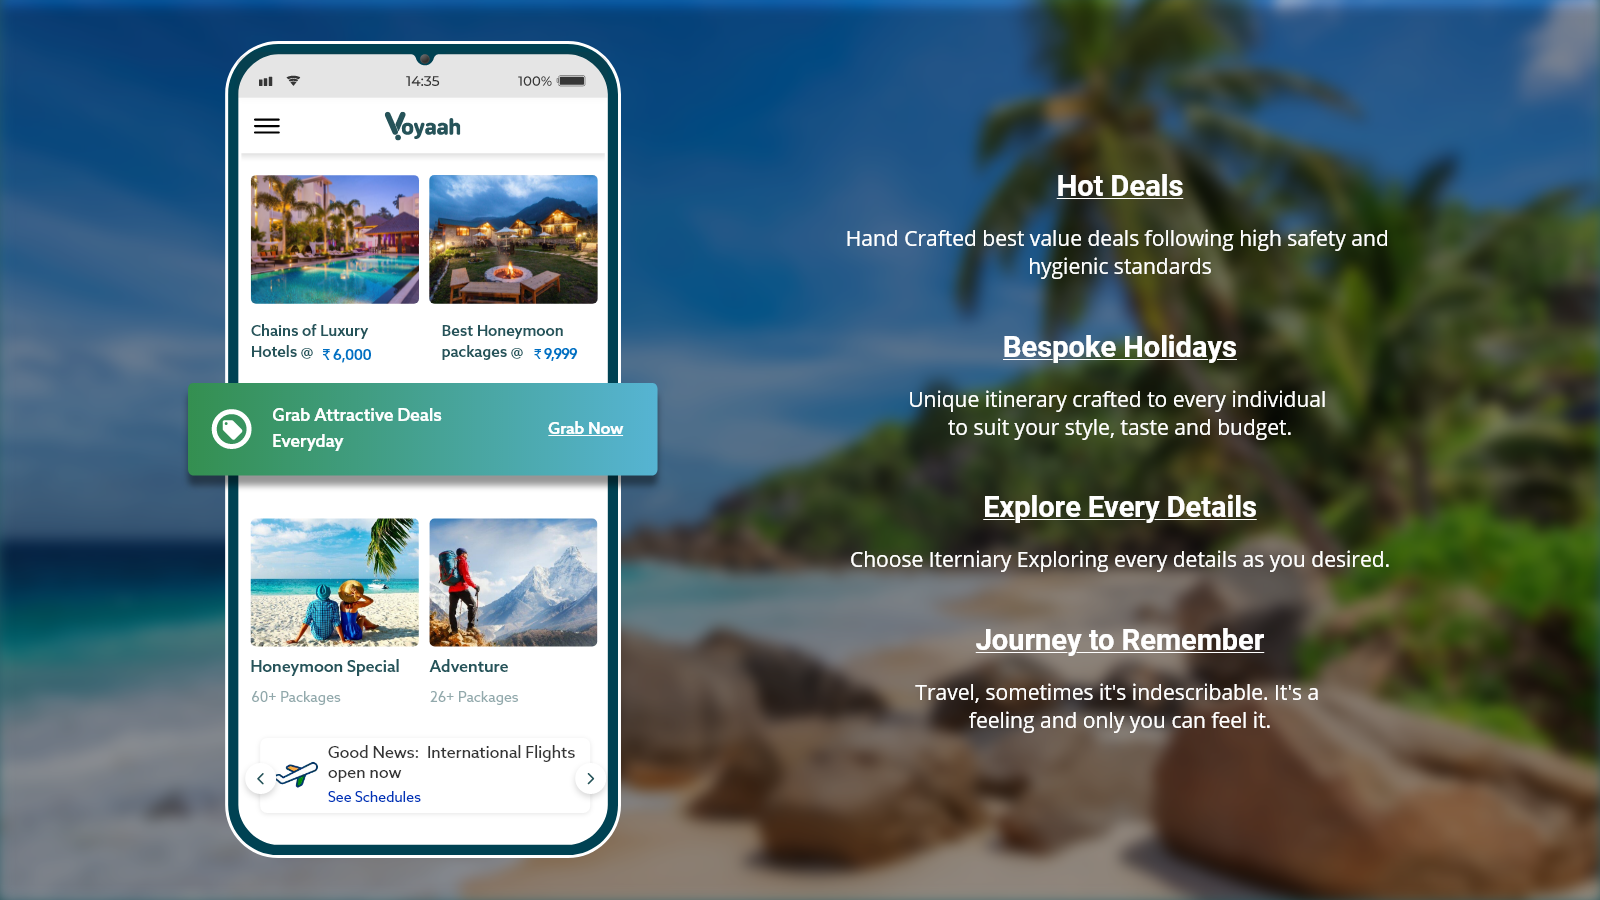 14:35
100%
Voyaah
Chains of Luxury
Hotels @ ₹ 6,000
Best Honeymoon
packages @ ₹ 9,999
Grab Attractive Deals
Everyday
Grab Now
Honeymoon Special
60+ Packages
Adventure
26+ Packages
Good News: International Flights
open now
See Schedules
Hot Deals
Hand Crafted best value deals following high safety and
hygienic standards
Bespoke Holidays
Unique itinerary crafted to every individual
to suit your style, taste and budget.
Explore Every Details
Choose Iterniary Exploring every details as you desired.
Journey to Remember
Travel, sometimes it's indescribable. It's a
feeling and only you can feel it.